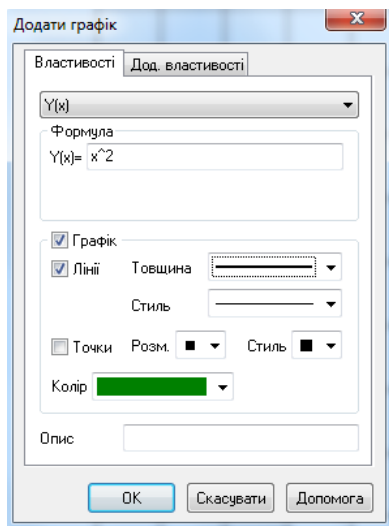 Додати графік
Властивості Дод. властивості
Y(x)
Формула
Y(x)= x^2
Графік
Лінії Товщина
Стиль
Точки Розм. Стиль
Колір
Опис
OK Скасувати Допомога